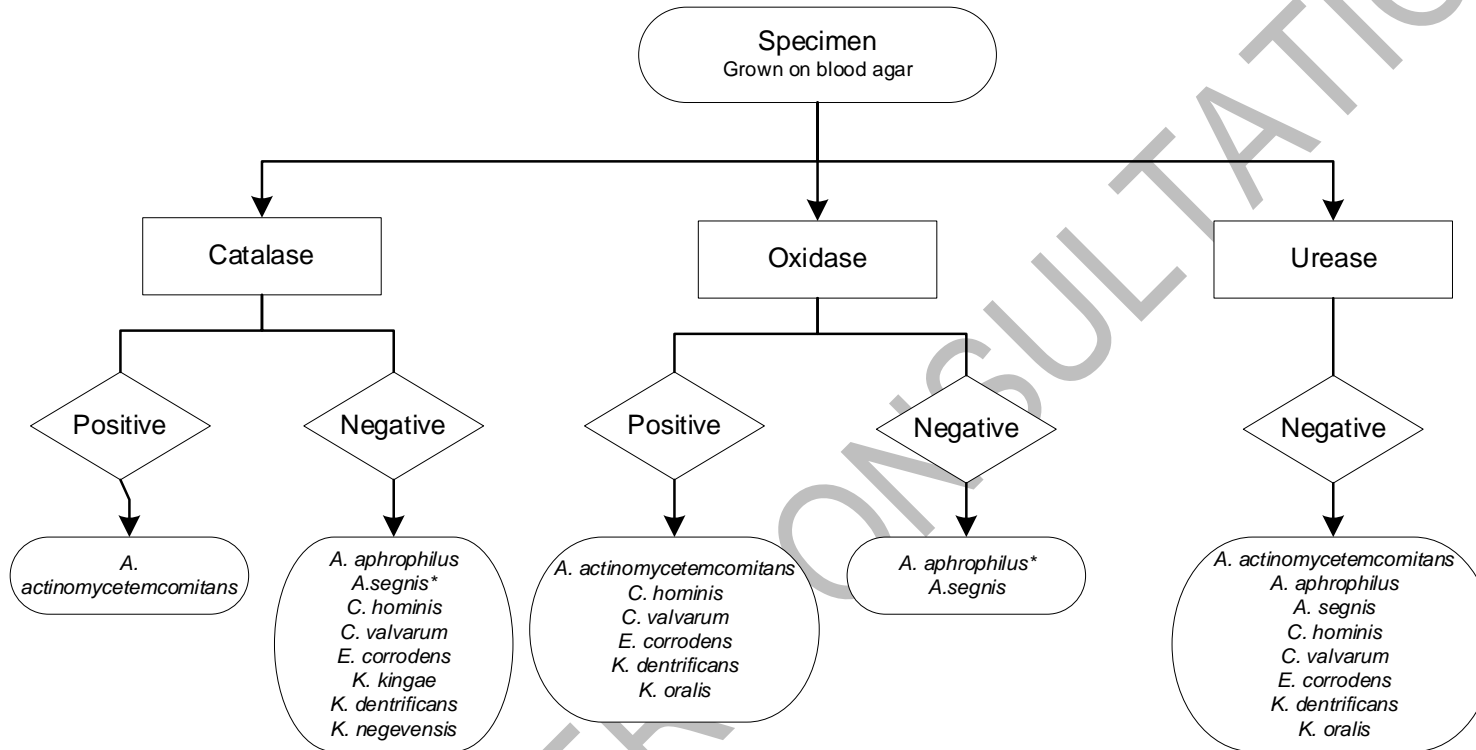 Specimen
Grown on blood agar
Catalase
Oxidase
Urease
Positive
Negative
Positive
Negative
Negative
A.
actinomycetemcomitans
A. aphrophilus
A.segnis*
C. hominis
C. valvarum
E. corrodens
K. kingae
K. dentrificans
K. negevensis
A. actinomycetemcomitans
C. hominis
C. valvarum
E. corrodens
K. dentrificans
K. oralis
A. aphrophilus*
A.segnis
A. actinomycetemcomitans
A. aphrophilus
A. segnis
C. hominis
C. valvarum
E. corrodens
K. dentrificans
K. oralis
ONSULTATIO